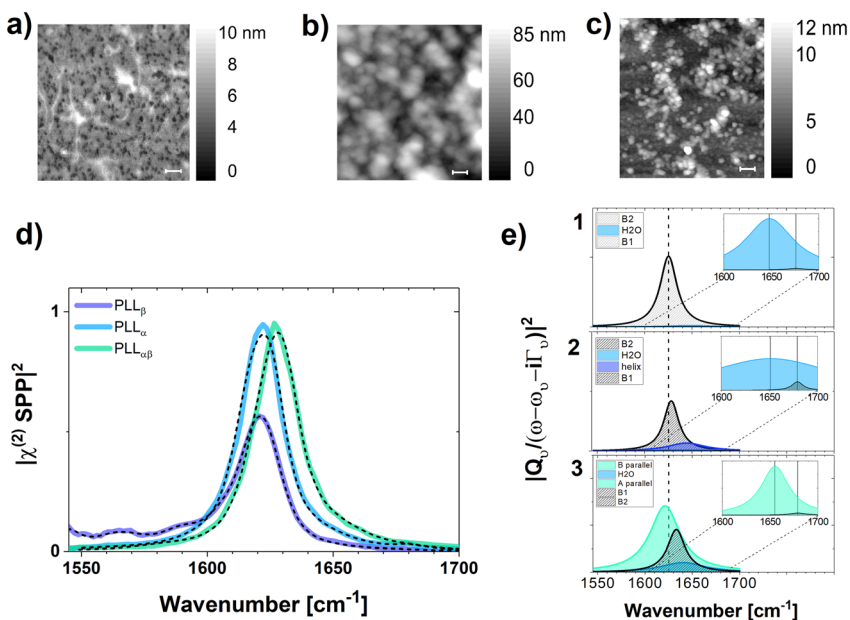 a)
10 nm
8
6
4
2
0
b)
85 nm
60
40
20
0
c)
12 nm
10
5
0
d)
|χ(2) SPP|2
1
0
PLLβ
PLLα
PLLαβ
1550
1600
1650
1700
Wavenumber [cm-1]
e)
|Qυ/(ω−ωυ−iΓυ)|2
1
B2
H2O
B1
1600
1650
1700
2
B2
H2O
helix
B1
1600
1650
1700
3
B parallel
H2O
A parallel
B1
B2
1600
1650
1700
1550
1600
1650
1700
Wavenumber [cm-1]